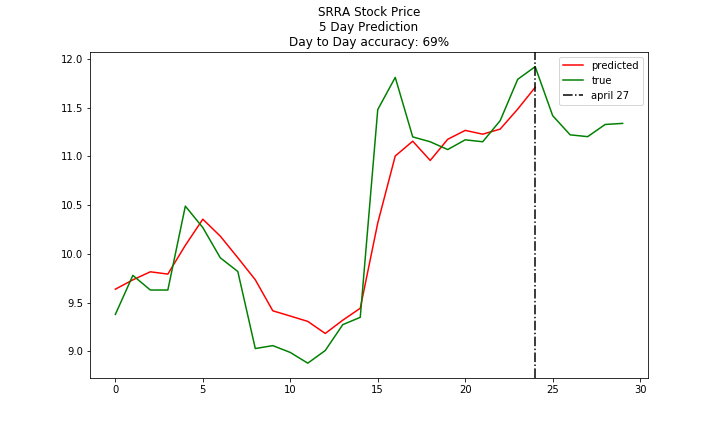 SRRA Stock Price
5 Day Prediction
Day to Day accuracy: 69%
predicted
true
april 27
12.0
11.5
11.0
10.5
10.0
9.5
9.0
0 5 10 15 20 25 30